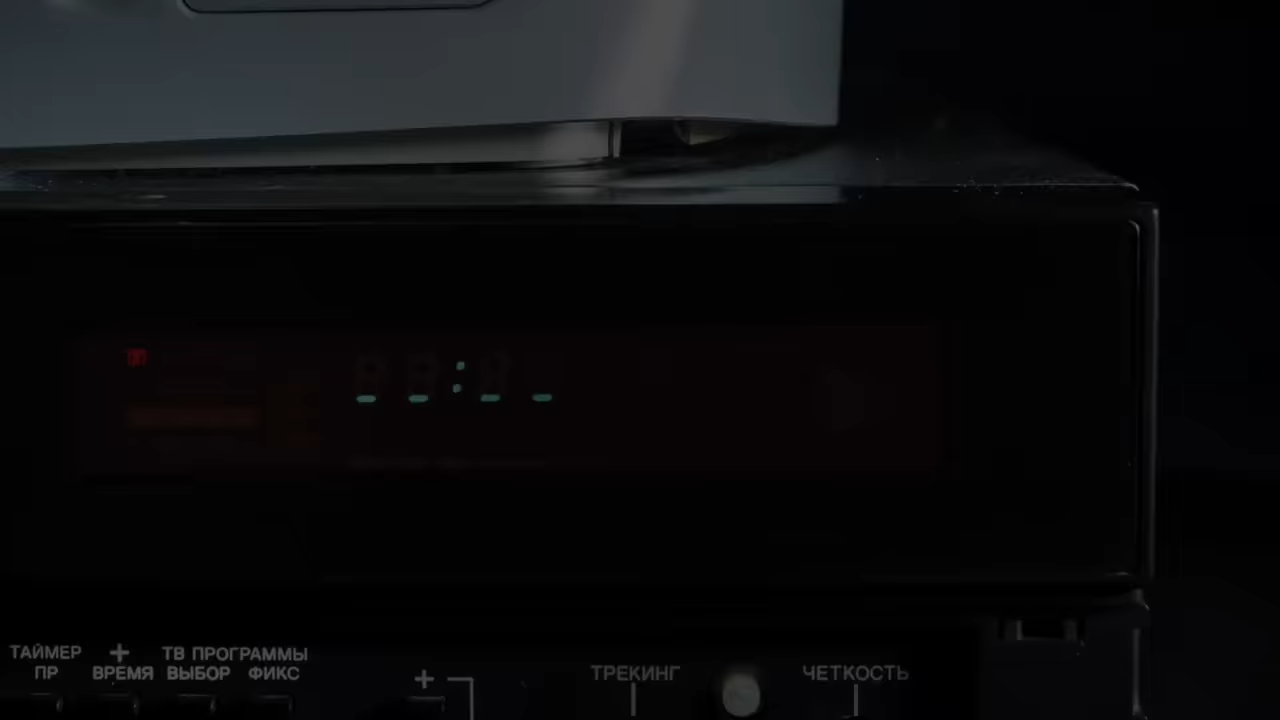 ТАЙМЕР + ТВ ПРОГРАММЫ
ПР ВРЕМЯ ВЫБОР ФИКС
+ ТРЕКИНГ ЧЕТКОСТЬ